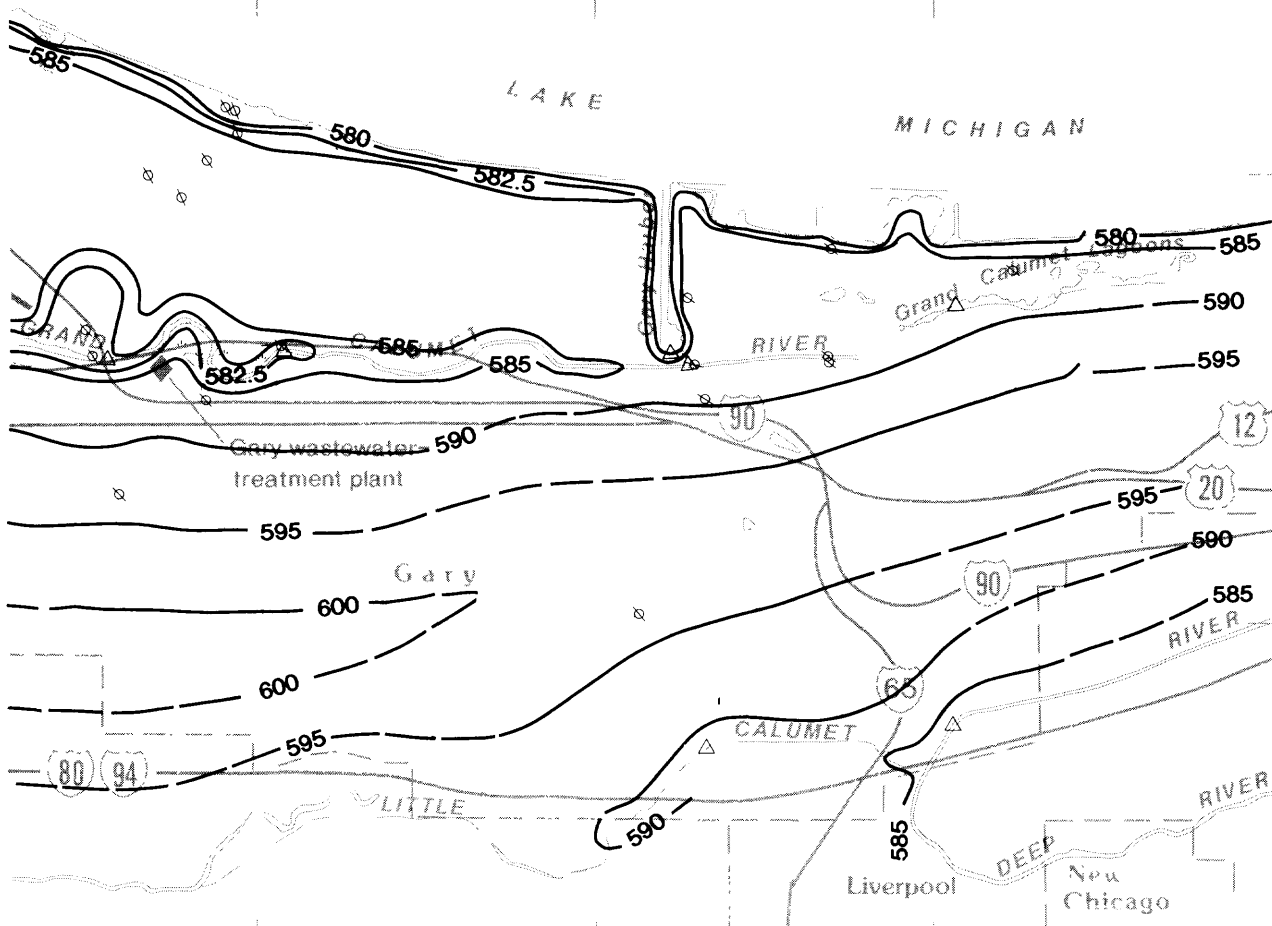 585
LAKE
MICHIGAN
580
582.5
580
585
Grand Calumet Lagoons
590
GRAND
CALUMET
585
RIVER
585
582.5
595
90
12
590
Gary wastewater
treatment plant
20
595
595
590
Gary
90
600
585
RIVER
600
65
595
CALUMET
80
94
LITTLE
590
RIVER
585
DEEP
Liverpool
New
Chicago